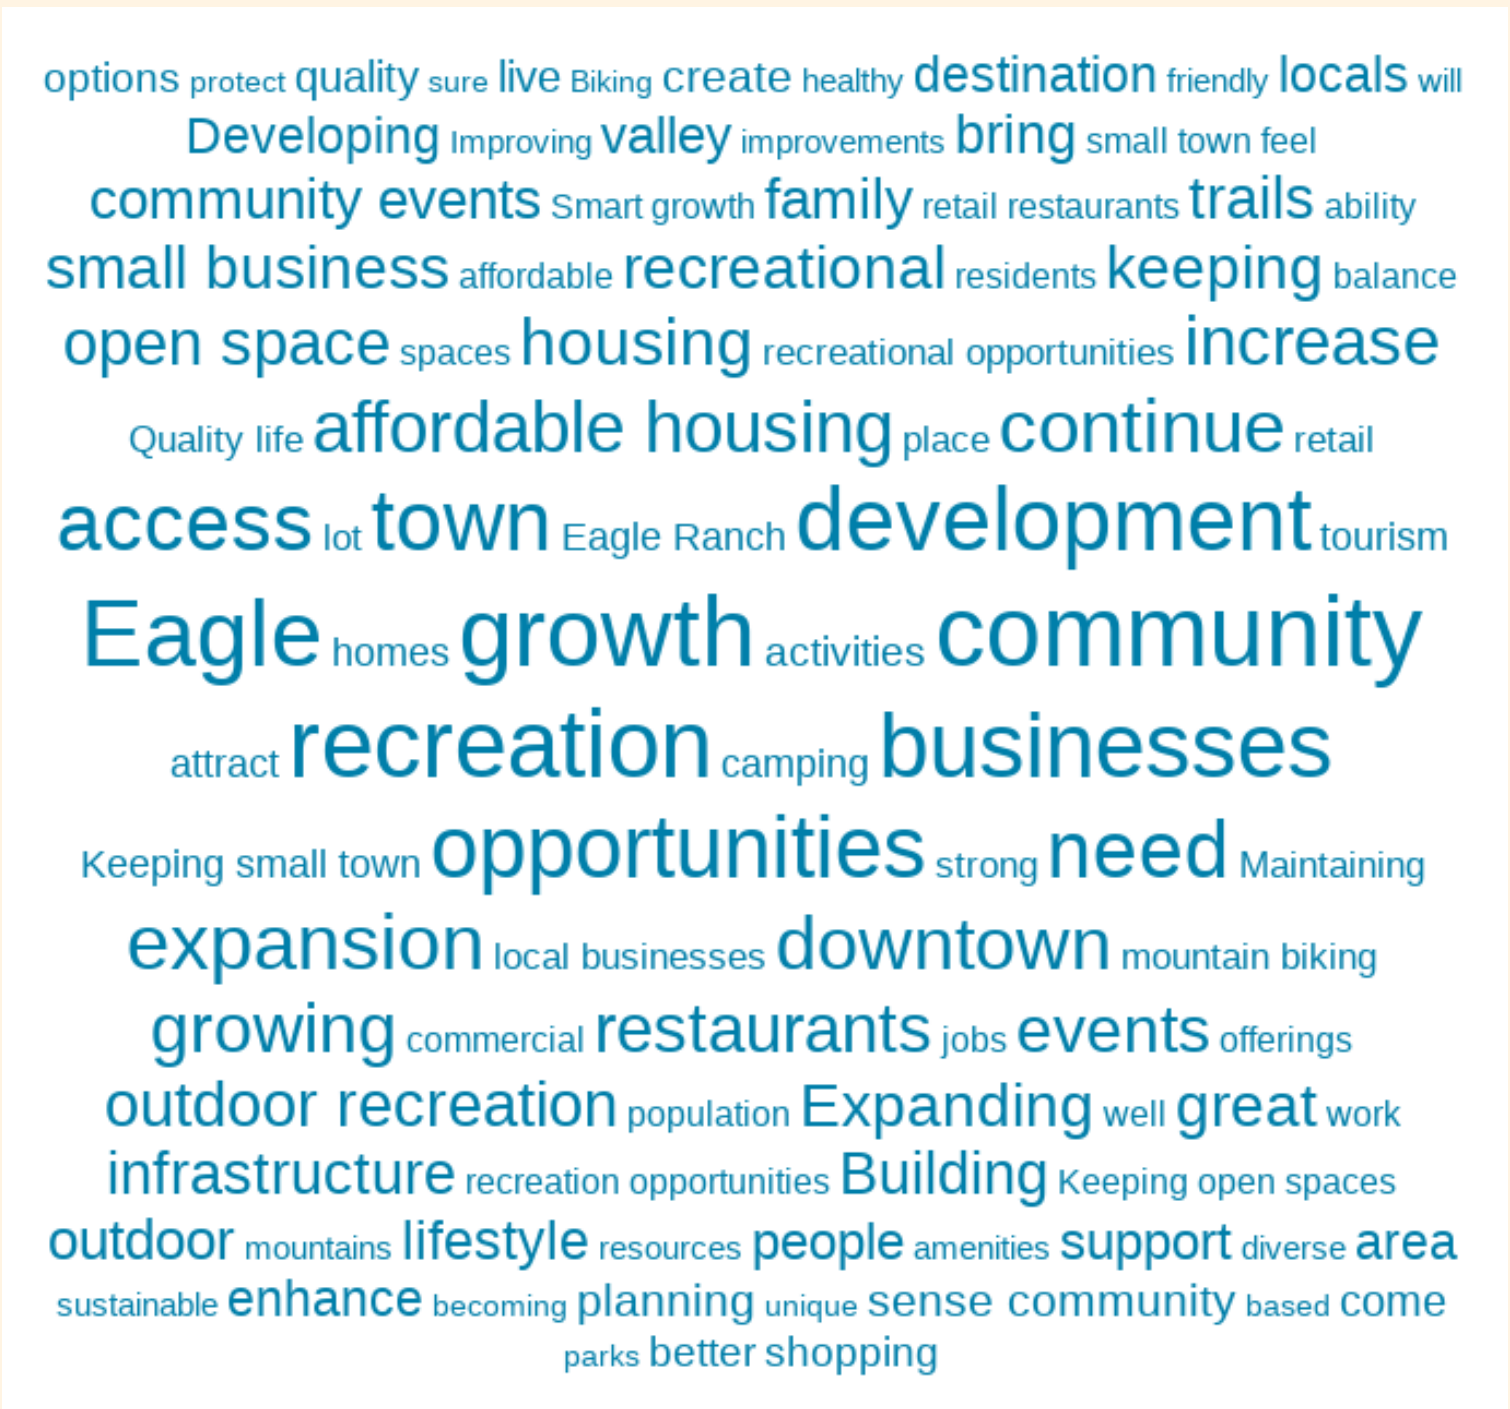 options protect quality sure live Biking create healthy destination friendly locals will
Developing Improving valley improvements bring small town feel
community events Smart growth family retail restaurants trails ability
small business affordable recreational residents keeping balance
open space spaces housing recreational opportunities increase
Quality life affordable housing place continue retail
access lot town Eagle Ranch development tourism
Eagle homes growth activities community
attract recreation camping businesses
Keeping small town opportunities strong need Maintaining
expansion local businesses downtown mountain biking
growing commercial restaurants jobs events offerings
outdoor recreation population Expanding well great work
infrastructure recreation opportunities Building Keeping open spaces
outdoor mountains lifestyle resources people amenities support diverse area
sustainable enhance becoming planning unique sense community based come
parks better shopping